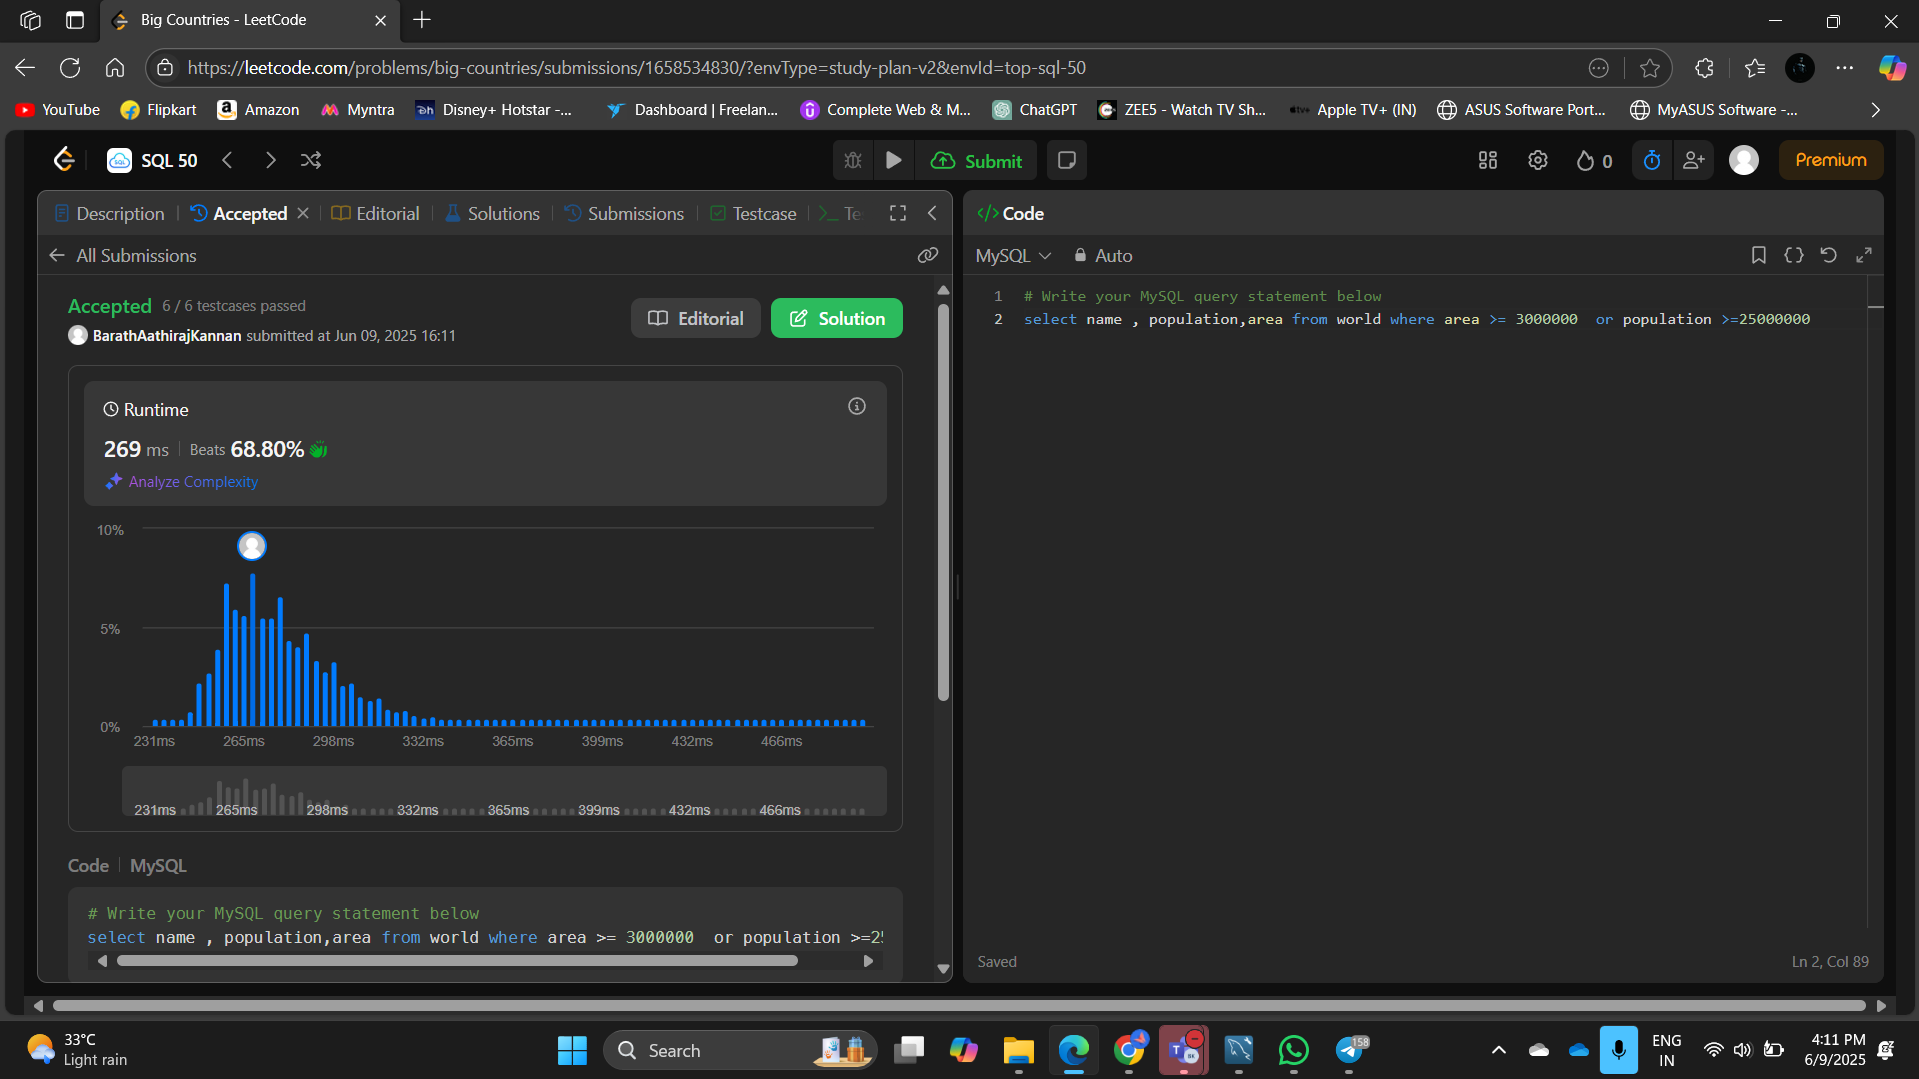 Big Countries - LeetCode
https://leetcode.com/problems/big-countries/submissions/1658534830/?envType=study-plan-v2&envId=top-sql-50
YouTube Flipkart Amazon Myntra Disney+ Hotstar -... Dashboard | Freelan... Complete Web & M... ChatGPT ZEE5 - Watch TV Sh... Apple TV+ (IN) ASUS Software Port... MyASUS Software -...
SQL 50 Submit 0 Premium
Description Accepted Editorial Solutions Submissions Testcase Te
All Submissions
Accepted 6 / 6 testcases passed
BarathAathirajKannan submitted at Jun 09, 2025 16:11
Editorial Solution
Runtime
269 ms Beats 68.80%
Analyze Complexity
10%
5%
0%
231ms 265ms 298ms 332ms 365ms 399ms 432ms 466ms
231ms 265ms 298ms 332ms 365ms 399ms 432ms 466ms
Code MySQL
# Write your MySQL query statement below
select name , population,area from world where area >= 3000000  or population >=25
</> Code
MySQL Auto
1 # Write your MySQL query statement below
2 select name , population,area from world where area >= 3000000  or population >=25000000
Saved Ln 2, Col 89
33°C
Light rain
Search
158
ENG
IN
4:11 PM
6/9/2025